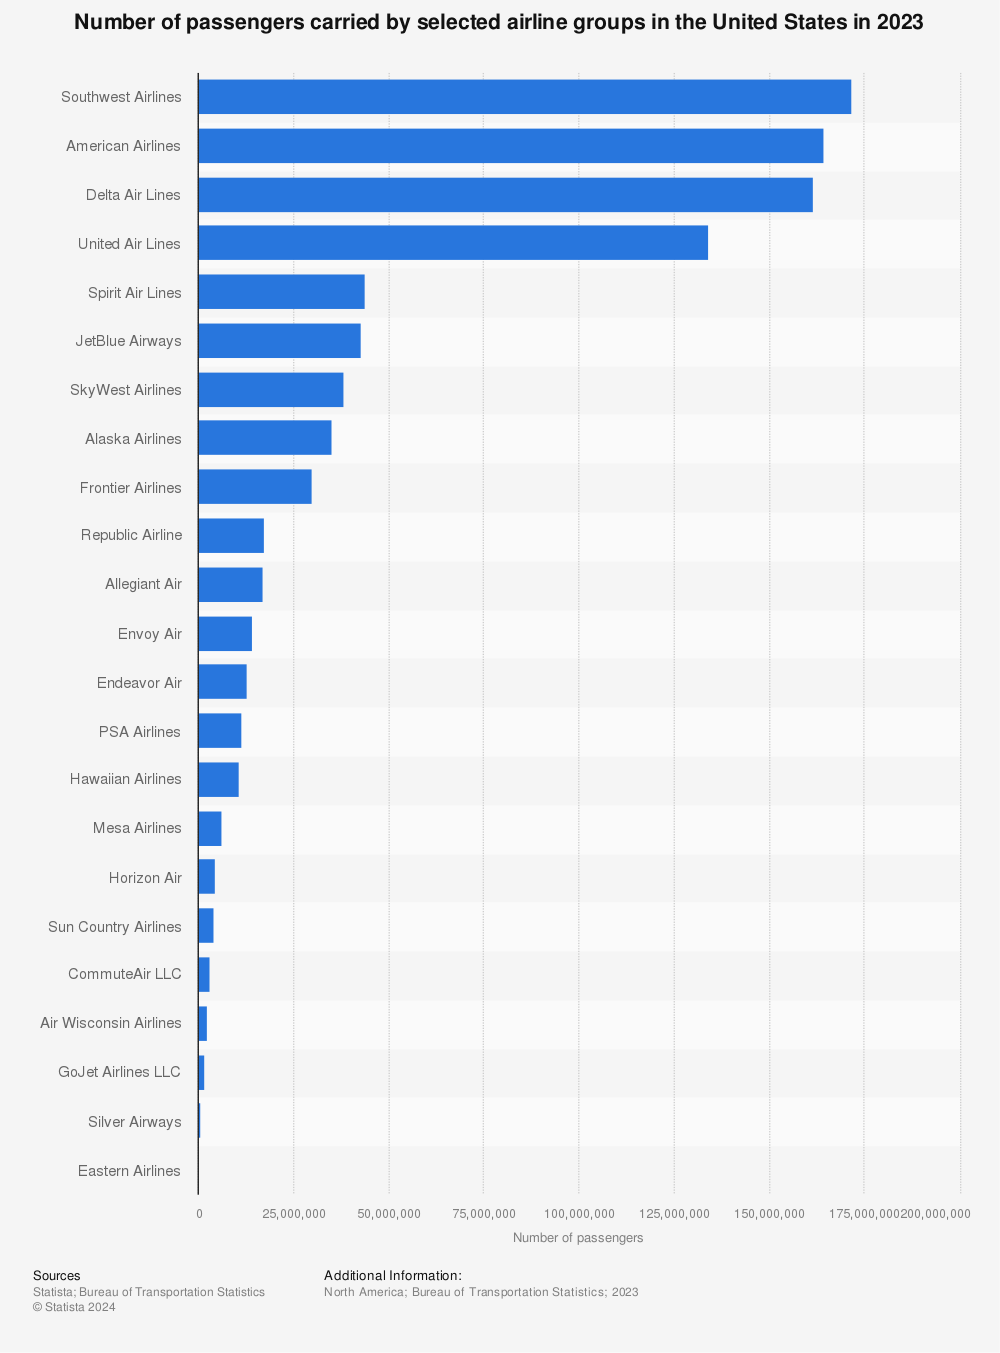 Number of passengers carried by selected airline groups in the United States in 2023
Southwest Airlines
American Airlines
Delta Air Lines
United Air Lines
Spirit Air Lines
JetBlue Airways
SkyWest Airlines
Alaska Airlines
Frontier Airlines
Republic Airline
Allegiant Air
Envoy Air
Endeavor Air
PSA Airlines
Hawaiian Airlines
Mesa Airlines
Horizon Air
Sun Country Airlines
CommuteAir LLC
Air Wisconsin Airlines
GoJet Airlines LLC
Silver Airways
Eastern Airlines
0 25,000,000 50,000,000 75,000,000 100,000,000 125,000,000 150,000,000 175,000,000 200,000,000
Number of passengers
Sources
Statista; Bureau of Transportation Statistics
© Statista 2024
Additional Information:
North America; Bureau of Transportation Statistics; 2023